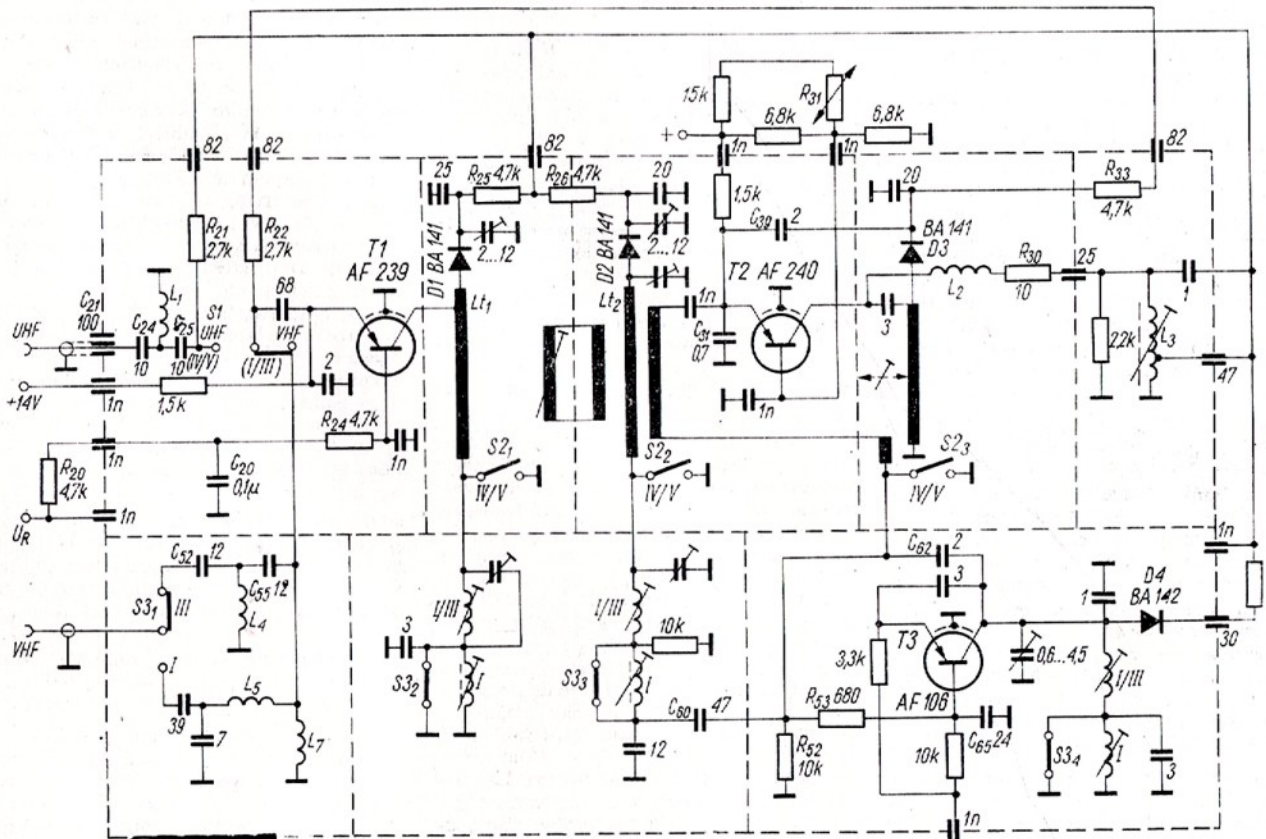 15k
R31
6,8k
6,8k
+
82
82
82
82
1n
1n
25
R25 4,7k
R26 4,7k
20
20
R33
4,7k
R21
2,7k
R22
2,7k
T1
AF 239
D1 BA 141
2...12
D2 BA 141
2...12
1,5k
C39
2
BA 141
D3
T2 AF 240
R30
10
25
L2
1
L1
68
C21
100
S1
UHF
UHF
C24
10
C25
10
(IV/V)
VHF
(I/III)
Lt1
Lt2
1n
C31
0,7
3
2,2k
L3
47
2
+14V
1n
1,5k
1n
R24 4,7k
1n
R20
4,7k
1n
C20
0,1μ
UR
1n
S21
IV/V
S22
IV/V
S23
IV/V
1n
C52
12
C55
12
S31
III
L4
VHF
I
39
7
L5
L7
I/III
3
S32
I
I/III
10k
S33
I
C60
47
12
C62
2
3
T3
AF 106
3,3k
R53 680
R52
10k
C65 24
10k
1n
0,6...4,5
1
D4
BA 142
30
I/III
S34
I
3